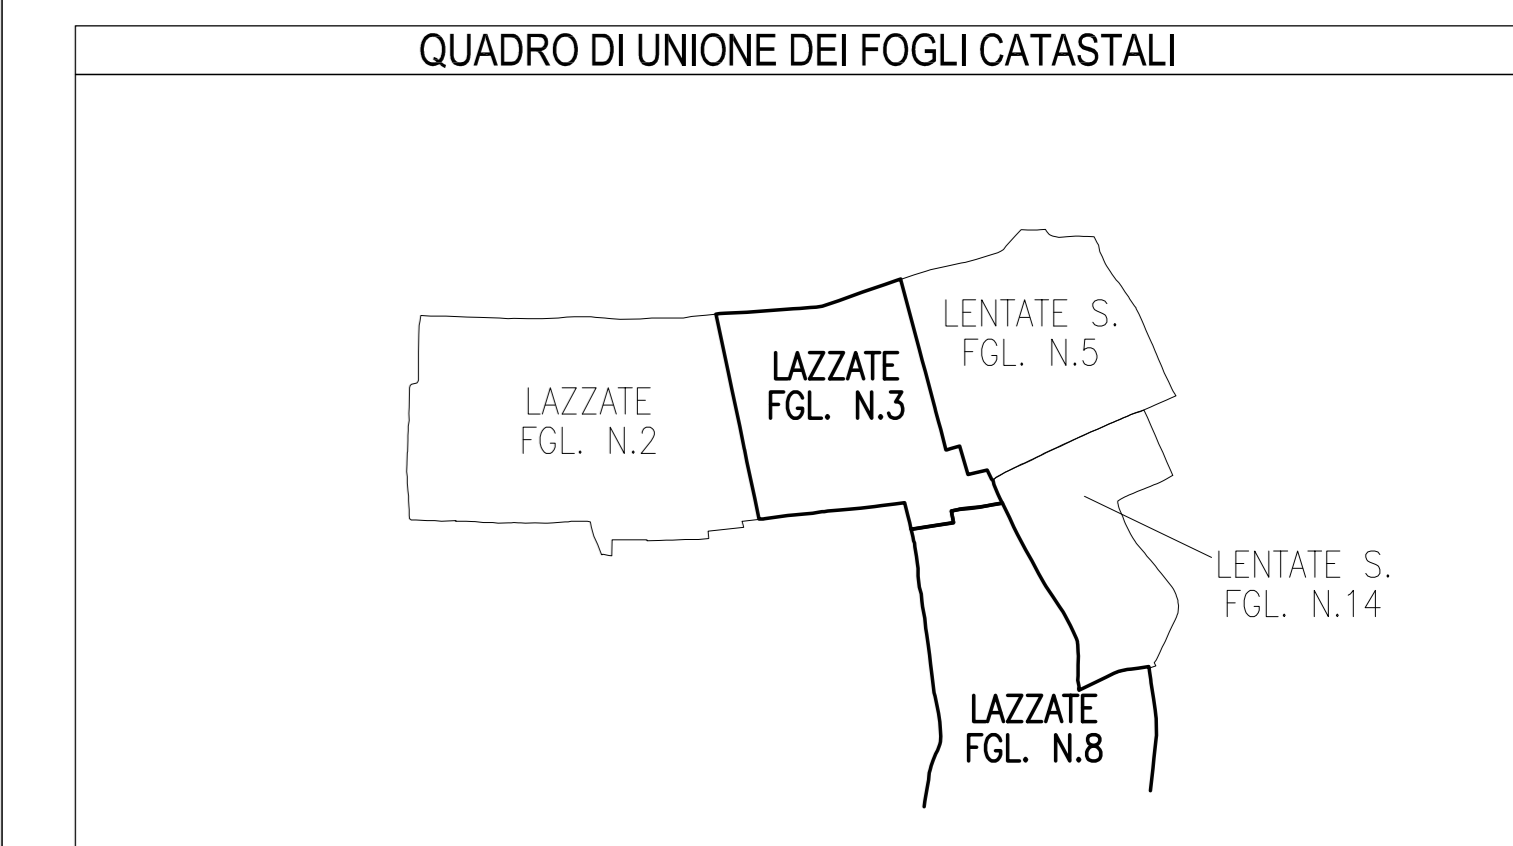 QUADRO DI UNIONE DEI FOGLI CATASTALI
LENTATE S.
FGL. N.5
LAZZATE
FGL. N.3
LAZZATE
FGL. N.2
LENTATE S.
FGL. N.14
LAZZATE
FGL. N.8